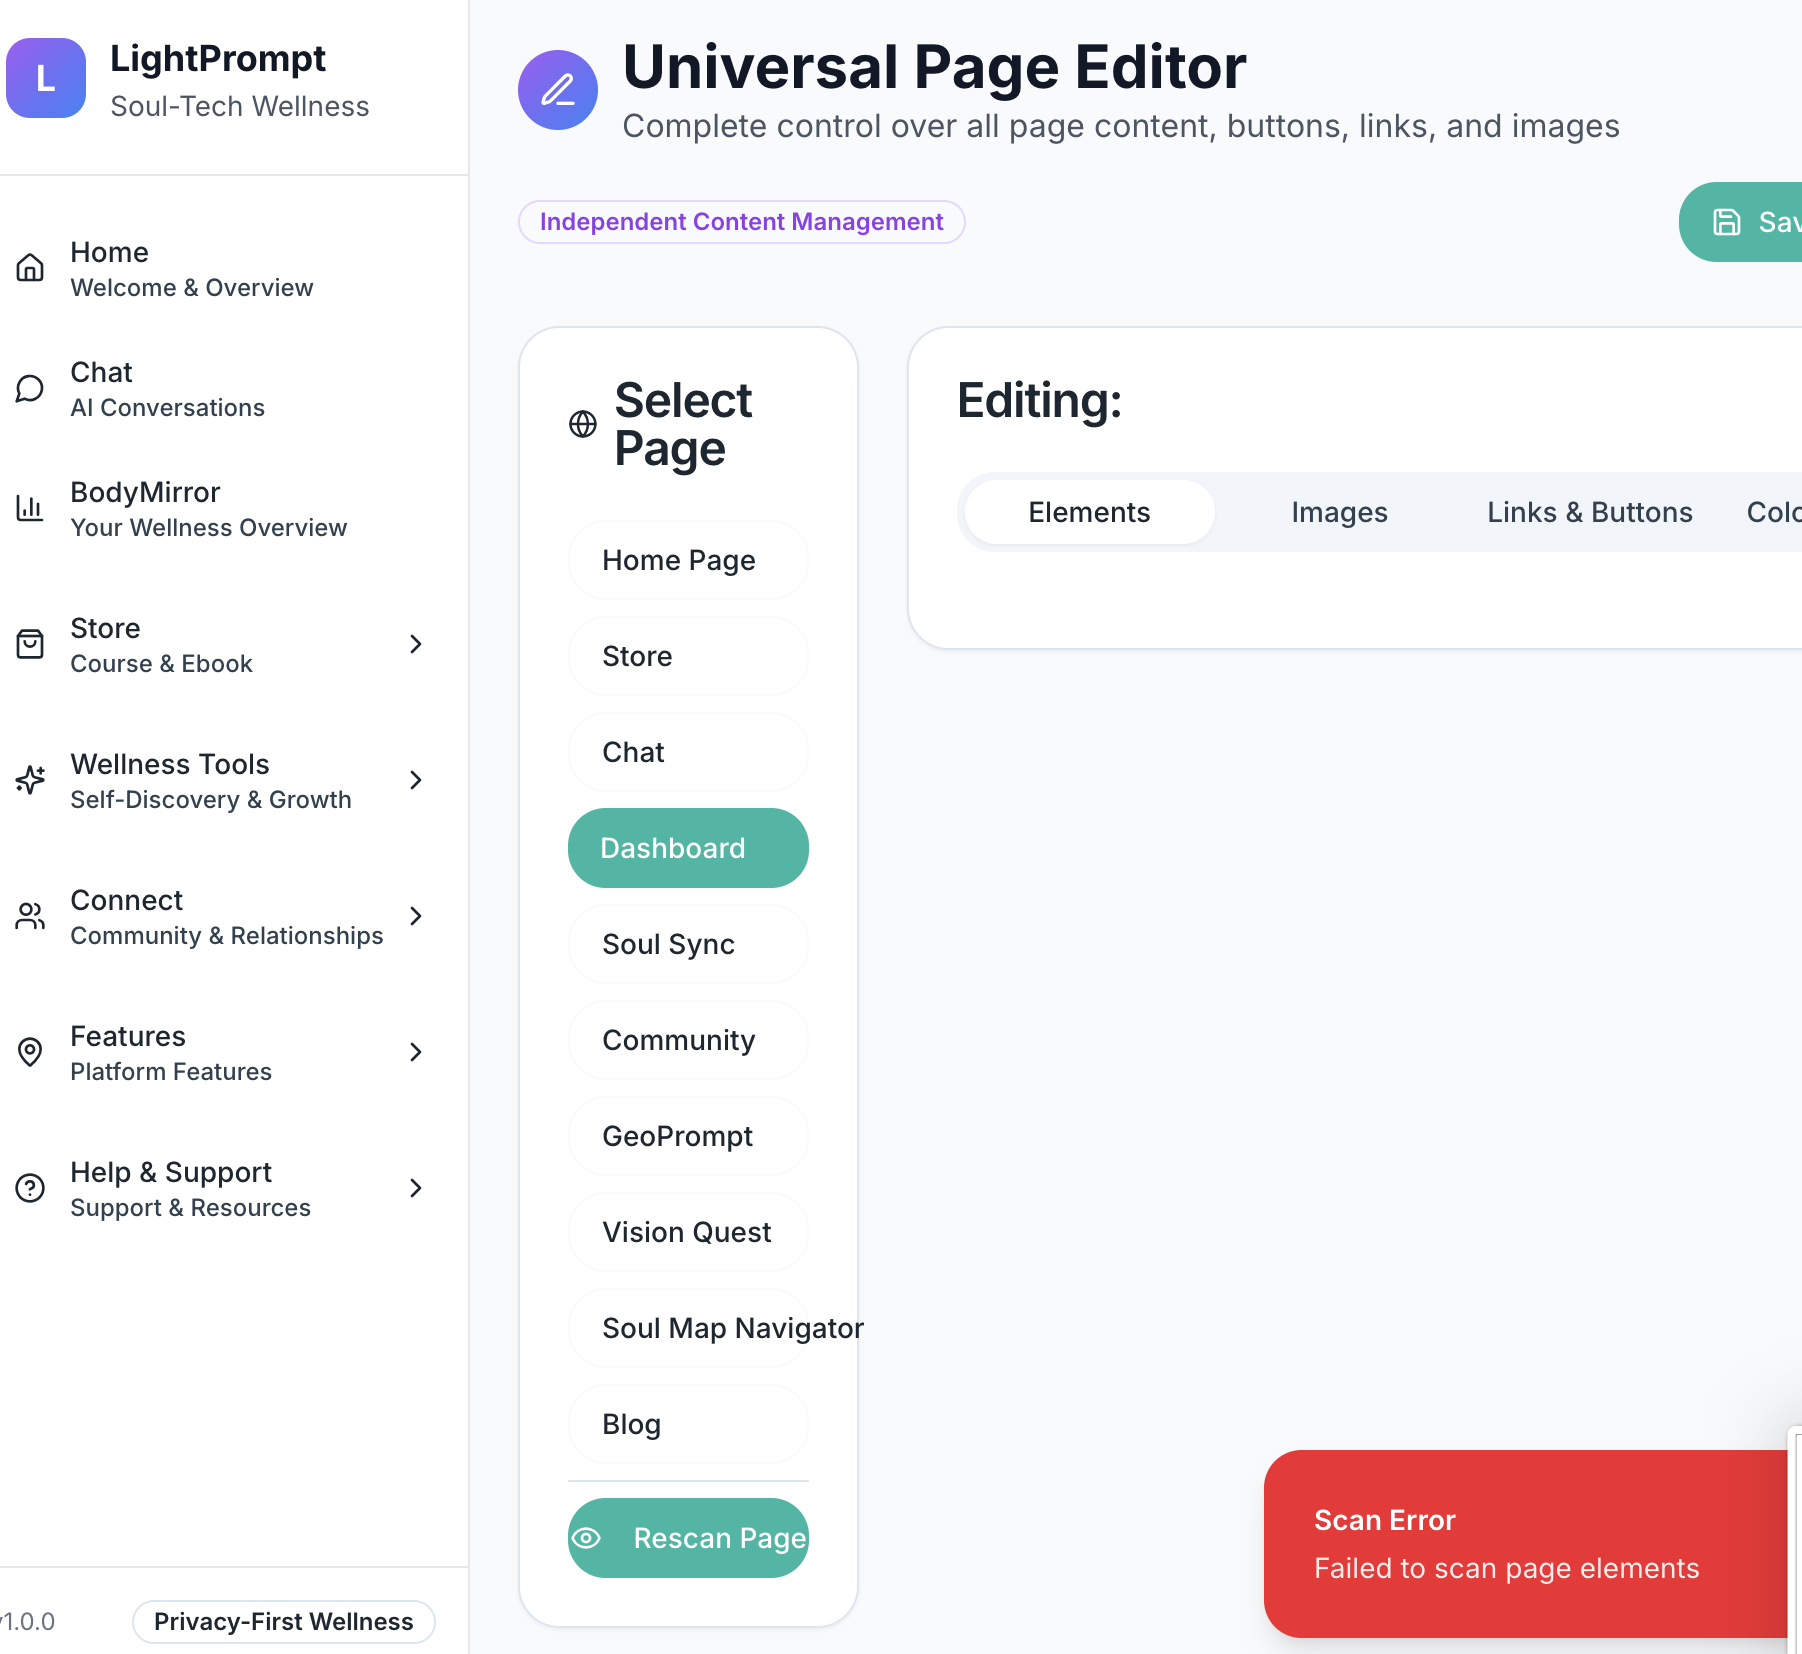 L
LightPrompt
Soul-Tech Wellness
Home
Welcome & Overview
Chat
AI Conversations
BodyMirror
Your Wellness Overview
Store
Course & Ebook
Wellness Tools
Self-Discovery & Growth
Connect
Community & Relationships
Features
Platform Features
Help & Support
Support & Resources
v1.0.0
Privacy-First Wellness
Universal Page Editor
Complete control over all page content, buttons, links, and images
Independent Content Management
Sav
Select
Page
Home Page
Store
Chat
Dashboard
Soul Sync
Community
GeoPrompt
Vision Quest
Soul Map Navigator
Blog
Rescan Page
Editing:
Elements
Images
Links & Buttons
Colo
Scan Error
Failed to scan page elements